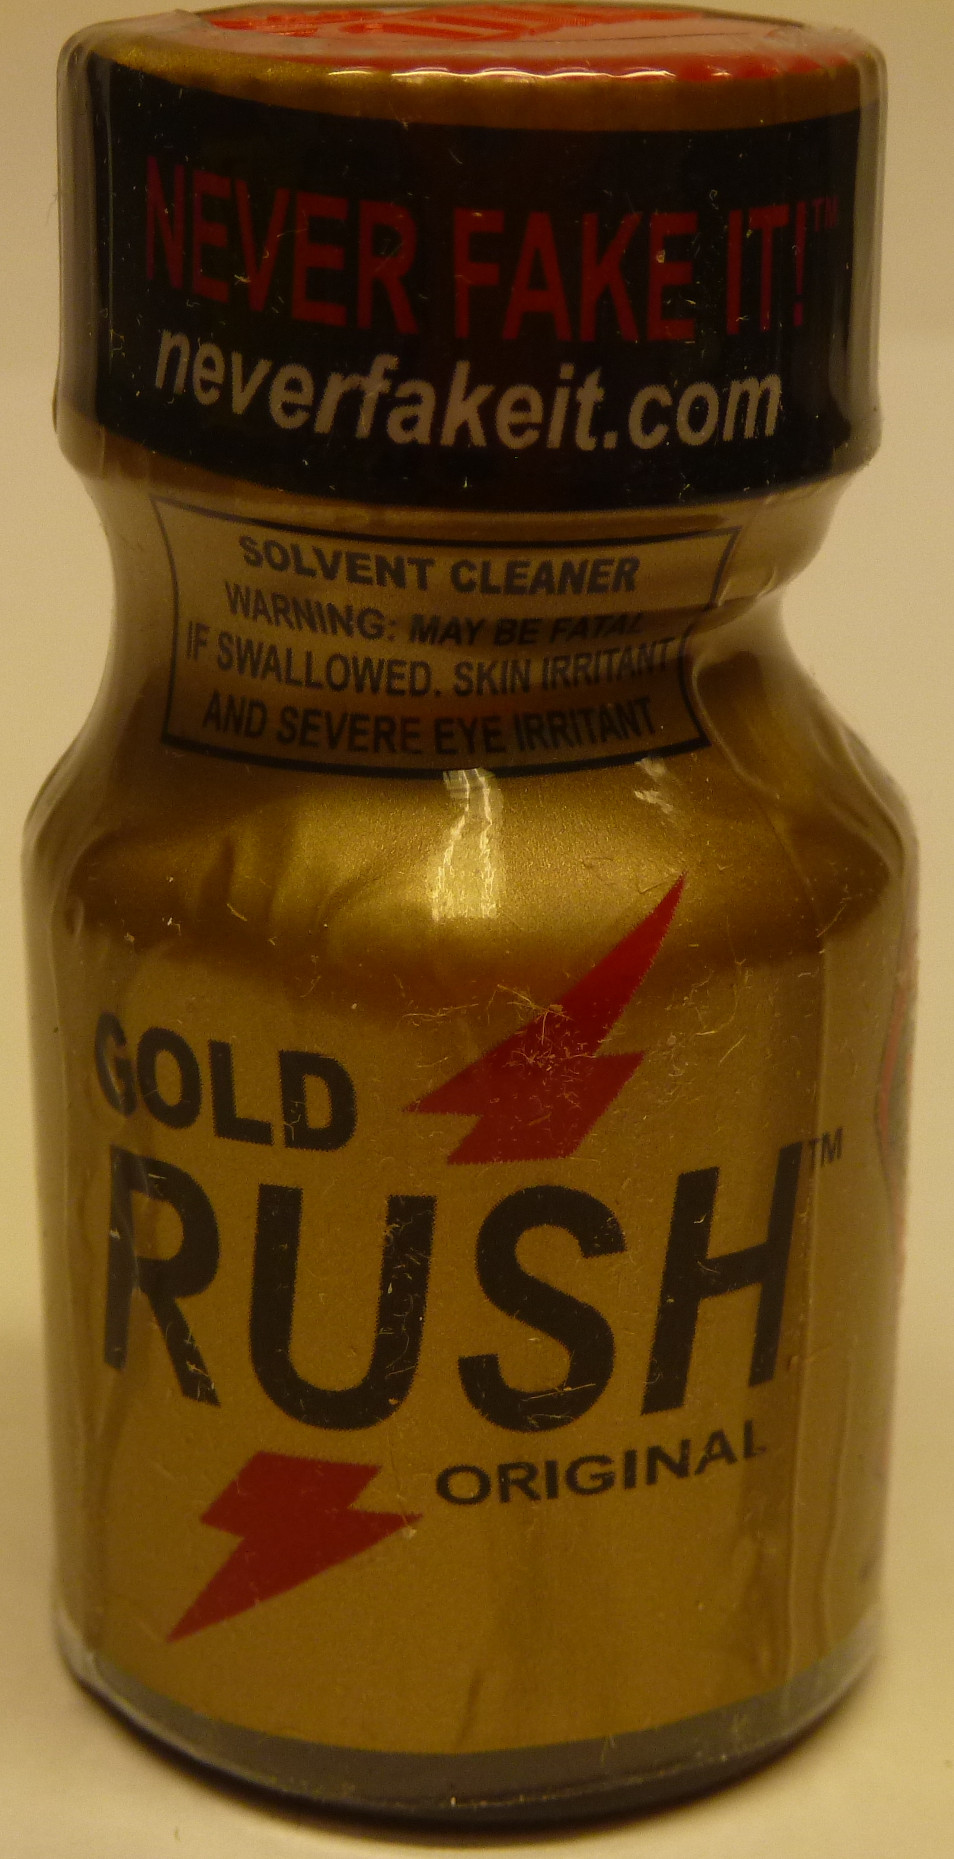 NEVER FAKE IT!™
neverfakeit.com
SOLVENT CLEANER
WARNING: MAY BE FATAL
IF SWALLOWED. SKIN IRRITANT
AND SEVERE EYE IRRITANT
GOLD
RUSH™
ORIGINAL